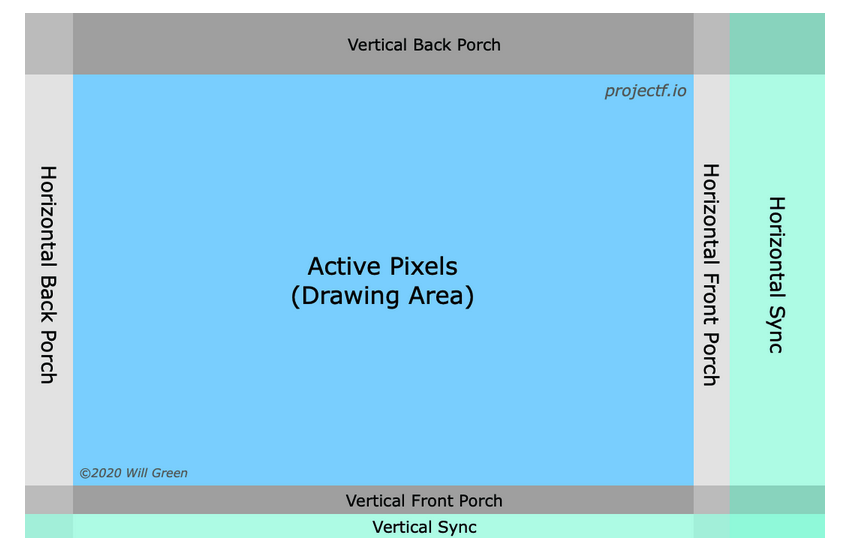 Vertical Back Porch
projectf.io
Horizontal Back Porch
Active Pixels
(Drawing Area)
Horizontal Front Porch
Horizontal Sync
©2020 Will Green
Vertical Front Porch
Vertical Sync